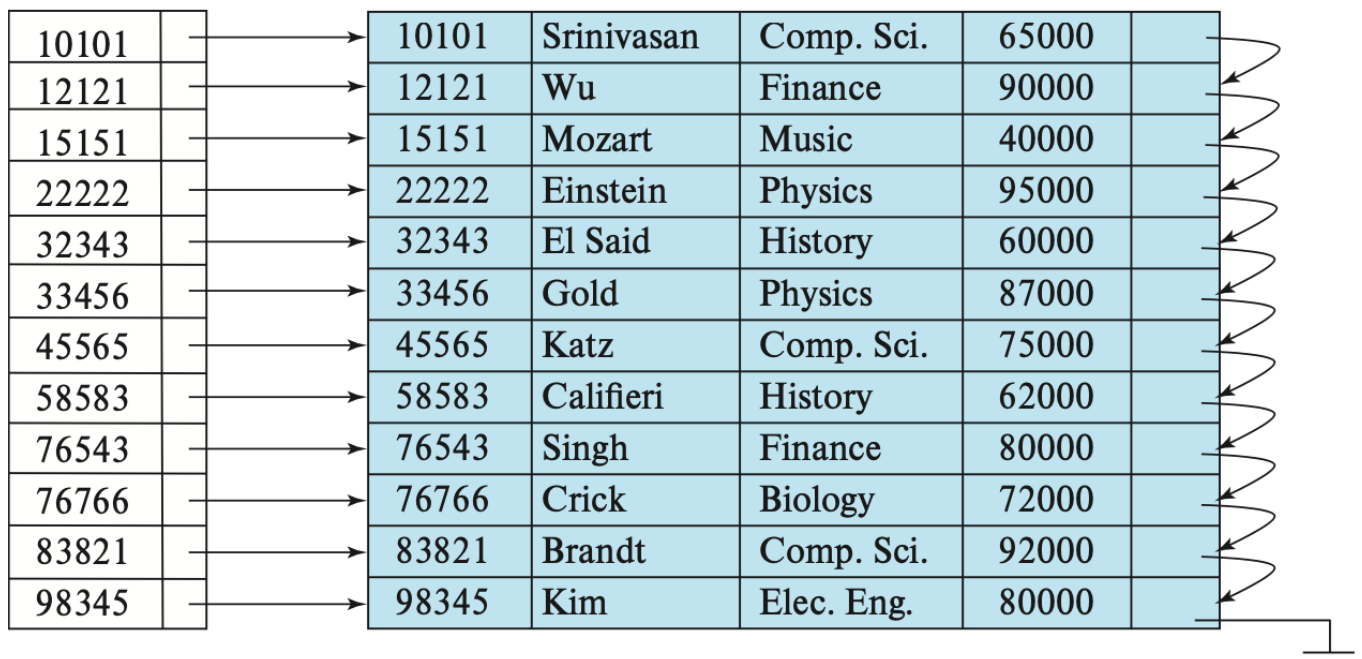 10101 10101 Srinivasan Comp. Sci. 65000
12121 12121 Wu Finance 90000
15151 15151 Mozart Music 40000
22222 22222 Einstein Physics 95000
32343 32343 El Said History 60000
33456 33456 Gold Physics 87000
45565 45565 Katz Comp. Sci. 75000
58583 58583 Califieri History 62000
76543 76543 Singh Finance 80000
76766 76766 Crick Biology 72000
83821 83821 Brandt Comp. Sci. 92000
98345 98345 Kim Elec. Eng. 80000